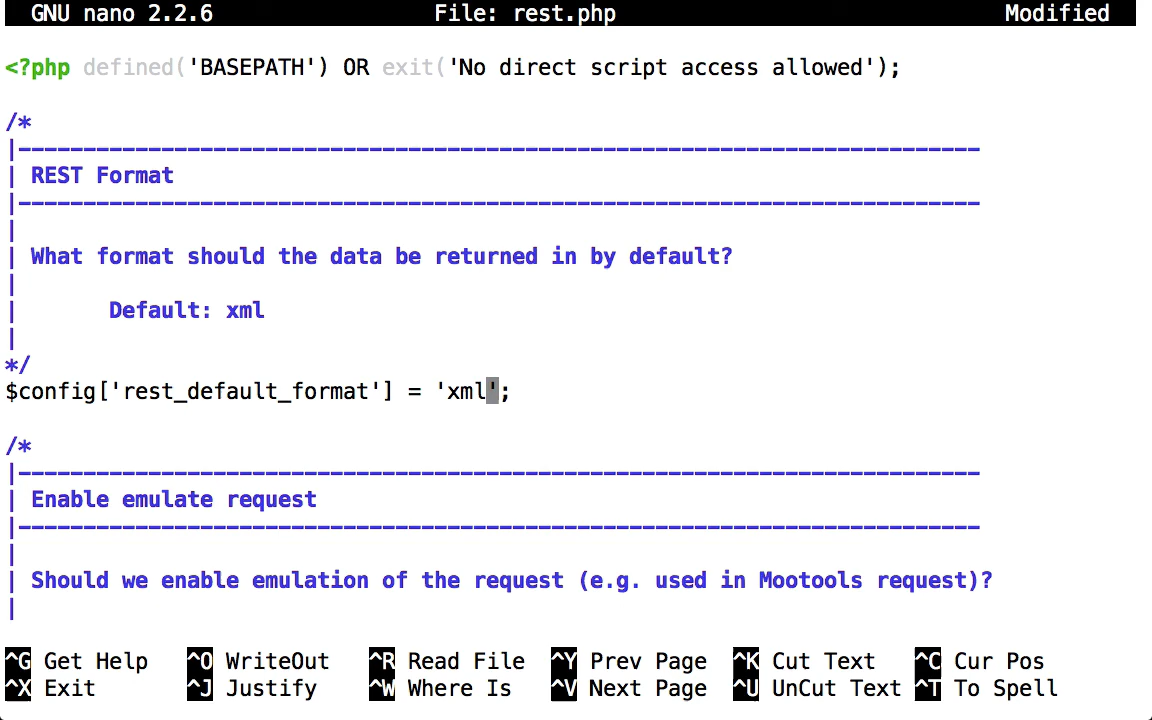 GNU nano 2.2.6 File: rest.php Modified
<?php defined('BASEPATH') OR exit('No direct script access allowed');
/*
|--------------------------------------------------------------------------
| REST Format
|--------------------------------------------------------------------------
|
| What format should the data be returned in by default?
|
| Default: xml
|
*/
$config['rest_default_format'] = 'xml';
/*
|--------------------------------------------------------------------------
| Enable emulate request
|--------------------------------------------------------------------------
|
| Should we enable emulation of the request (e.g. used in Mootools request)?
|
^G Get Help ^O WriteOut ^R Read File ^Y Prev Page ^K Cut Text ^C Cur Pos
^X Exit ^J Justify ^W Where Is ^V Next Page ^U UnCut Text ^T To Spell